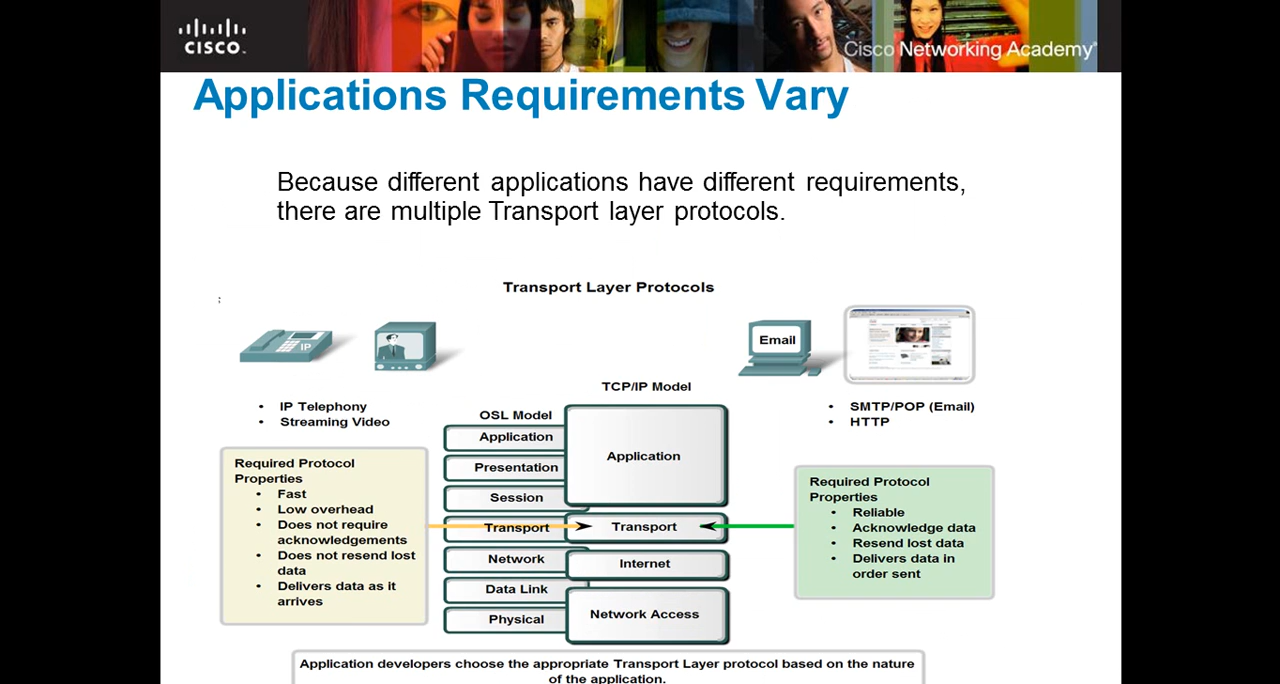 CISCO
Cisco Networking Academy
Applications Requirements Vary
Because different applications have different requirements,
there are multiple Transport layer protocols.
Transport Layer Protocols
:
IP
Email
• IP Telephony
• Streaming Video
TCP/IP Model
OSL Model
• SMTP/POP (Email)
• HTTP
Required Protocol
Properties
• Fast
• Low overhead
• Does not require
acknowledgements
• Does not resend lost
data
• Delivers data as it
arrives
Application
Presentation
Session
Transport
Network
Data Link
Physical
Application
Transport
Internet
Network Access
Required Protocol
Properties
• Reliable
• Acknowledge data
• Resend lost data
• Delivers data in
order sent
Application developers choose the appropriate Transport Layer protocol based on the nature
of the application.